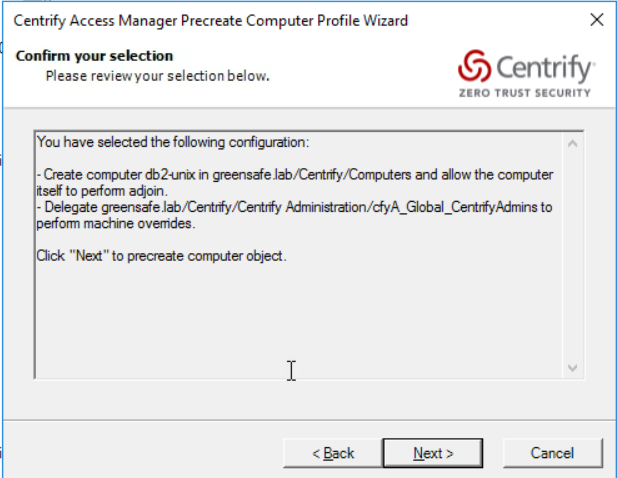 Centrify Access Manager Precreate Computer Profile Wizard
Confirm your selection
Please review your selection below.
Centrify
ZERO TRUST SECURITY
You have selected the following configuration:
- Create computer db2-unix in greensafe.lab/Centrify/Computers and allow the computer
itself to perform adjoin.
- Delegate greensafe.lab/Centrify/Centrify Administration/cfyA_Global_CentrifyAdmins to
perform machine overrides.
Click "Next" to precreate computer object.
< Back
Next >
Cancel